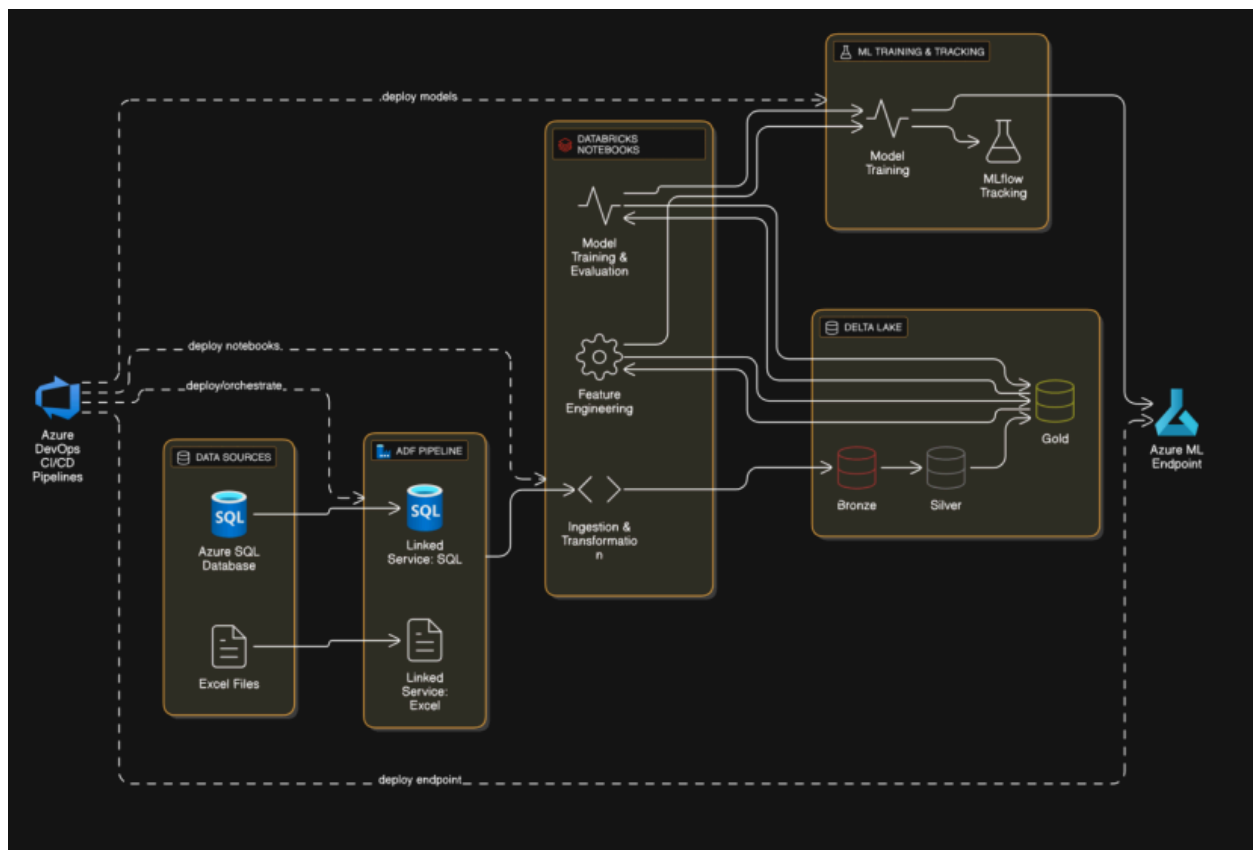 ML TRAINING & TRACKING
deploy models
Model
Training
MLflow
Tracking
DATABRICKS
NOTEBOOKS
Model
Training &
Evaluation
DELTA LAKE
deploy notebooks
deploy/orchestrate
Feature
Engineering
Gold
Azure
DevOps
CI/CD
Pipelines
Azure ML
Endpoint
DATA SOURCES
ADF PIPELINE
Bronze
Silver
SQL
Azure SQL
Database
SQL
Linked
Service: SQL
Ingestion &
Transformatio
n
Excel Files
Linked
Service:
Excel
deploy endpoint